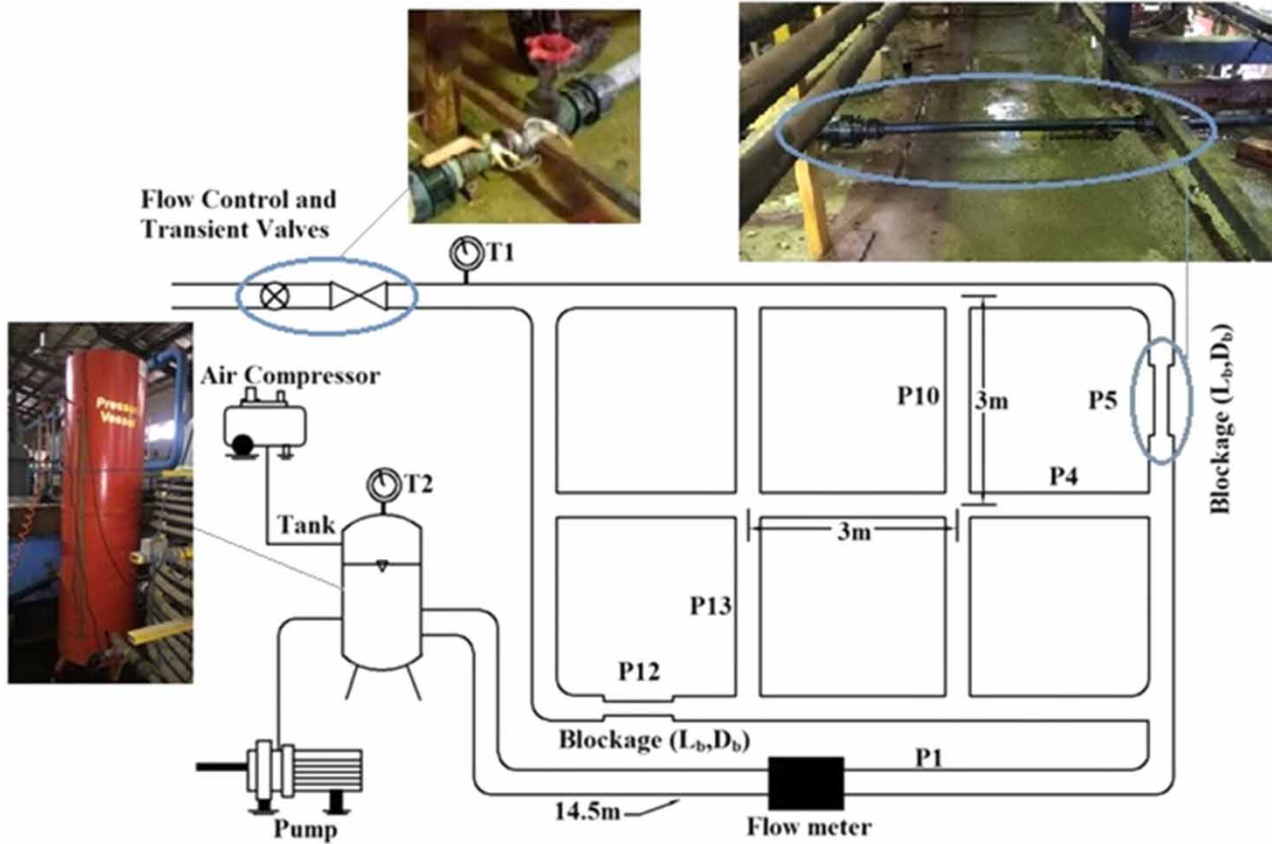 Flow Control and
Transient Valves
T1
Pressure
Vessel
Air Compressor
T2
Tank
P10
3m
P5
P4
Blockage (Lb,Db)
3m
P13
P12
Blockage (Lb,Db)
P1
14.5m
Pump
Flow meter